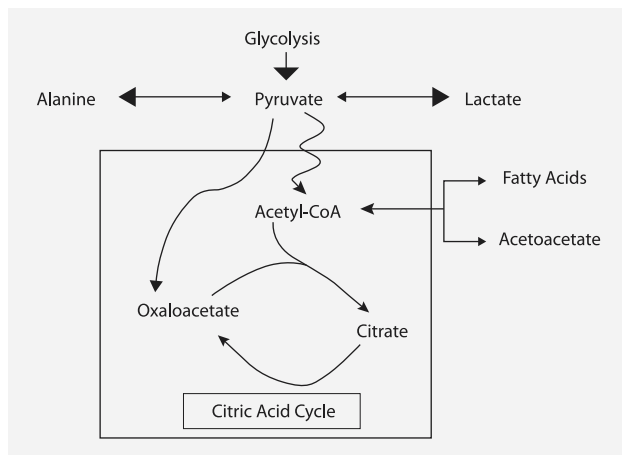 Glycolysis
Alanine
Pyruvate
Lactate
Fatty Acids
Acetyl-CoA
Acetoacetate
Oxaloacetate
Citrate
Citric Acid Cycle